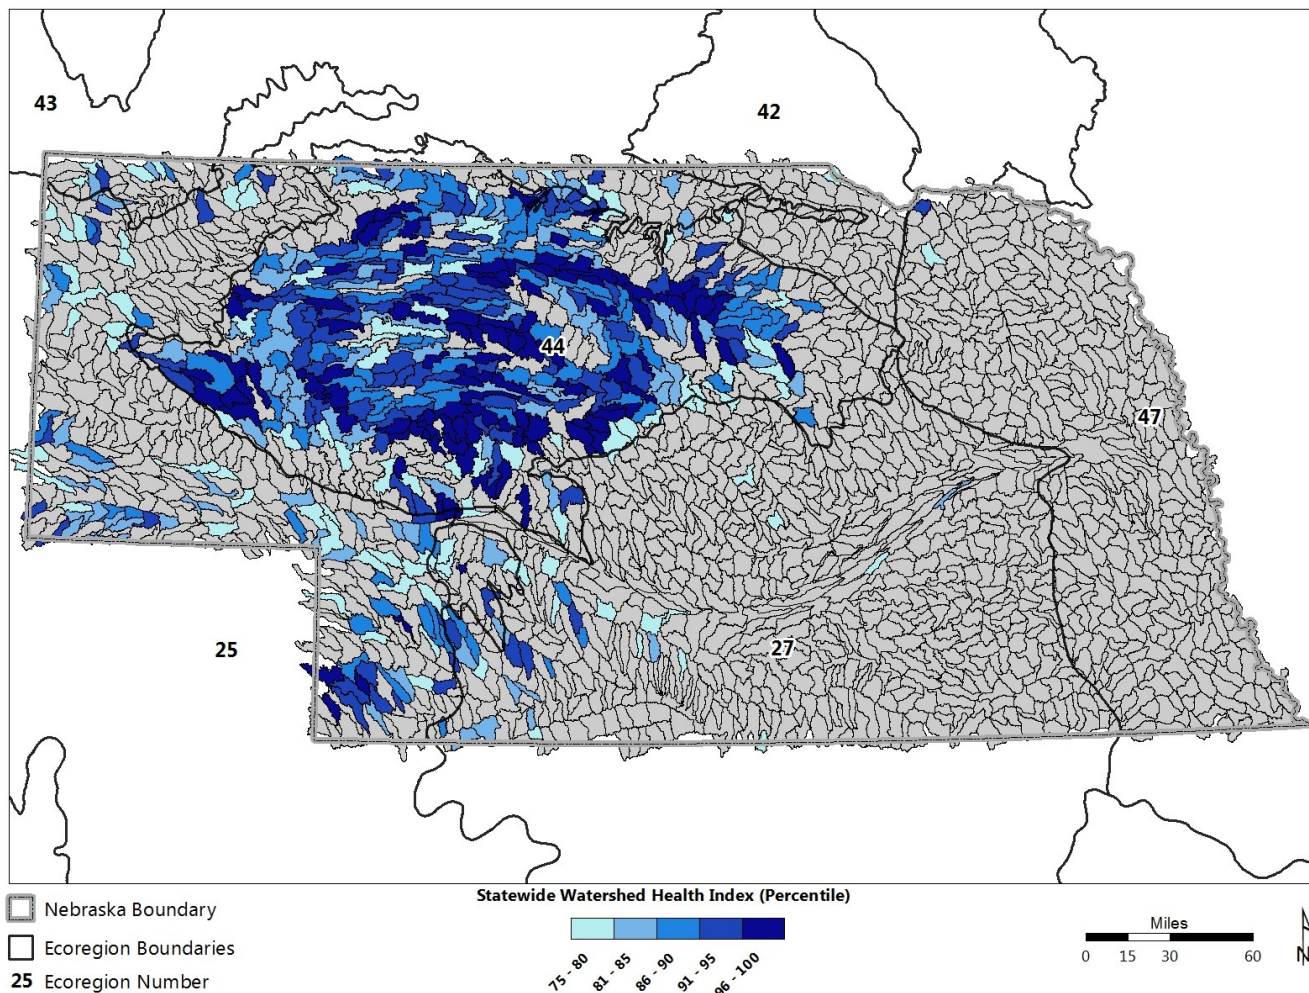 43
42
44
47
25
27
Statewide Watershed Health Index (Percentile)
Nebraska Boundary
Ecoregion Boundaries
25 Ecoregion Number
75 - 80
81 - 85
86 - 90
91 - 95
96 - 100
Miles
0 15 30 60
N